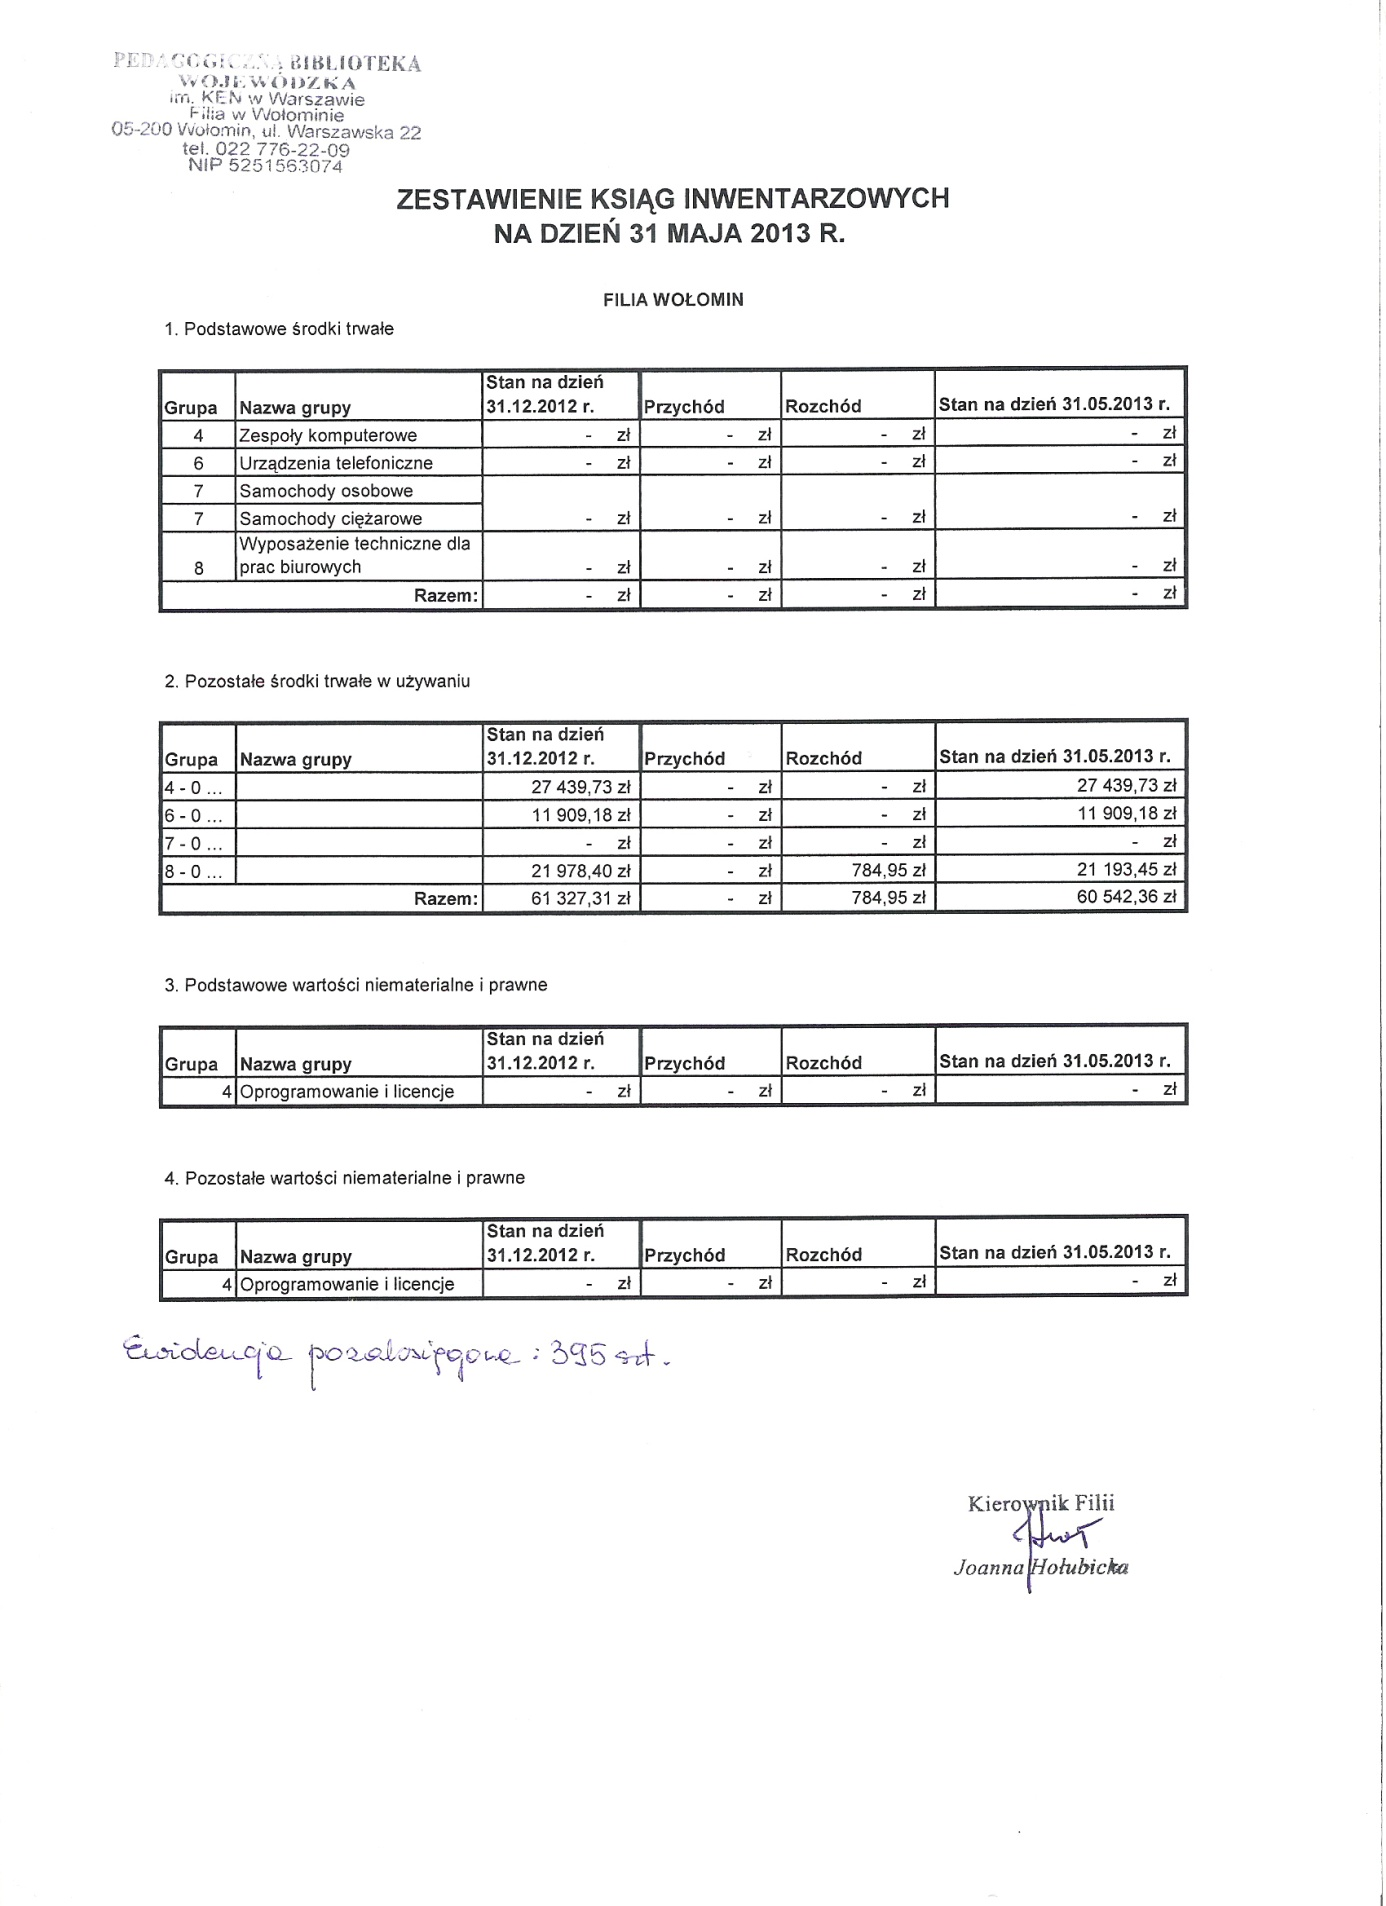 PEDAGOGICZNA BIBLIOTEKA
WOJEWÓDZKA
im. KEN w Warszawie
Filia w Wołominie
05-200 Wołomin, ul. Warszawska 22
tel. 022 776-22-09
NIP 5251563074
ZESTAWIENIE KSIĄG INWENTARZOWYCH
NA DZIEŃ 31 MAJA 2013 R.
FILIA WOŁOMIN
1. Podstawowe środki trwałe
Grupa Nazwa grupy Stan na dzień 31.12.2012 r. Przychód Rozchód Stan na dzień 31.05.2013 r.
4 Zespoły komputerowe - zł - zł - zł - zł
6 Urządzenia telefoniczne - zł - zł - zł - zł
7 Samochody osobowe
7 Samochody ciężarowe - zł - zł - zł - zł
8 Wyposażenie techniczne dla prac biurowych - zł - zł - zł - zł
Razem: - zł - zł - zł - zł
2. Pozostałe środki trwałe w używaniu
Grupa Nazwa grupy Stan na dzień 31.12.2012 r. Przychód Rozchód Stan na dzień 31.05.2013 r.
4 - 0 ... 27 439,73 zł - zł - zł 27 439,73 zł
6 - 0 ... 11 909,18 zł - zł - zł 11 909,18 zł
7 - 0 ... - zł - zł - zł - zł
8 - 0 ... 21 978,40 zł - zł 784,95 zł 21 193,45 zł
Razem: 61 327,31 zł - zł 784,95 zł 60 542,36 zł
3. Podstawowe wartości niematerialne i prawne
Grupa Nazwa grupy Stan na dzień 31.12.2012 r. Przychód Rozchód Stan na dzień 31.05.2013 r.
4 Oprogramowanie i licencje - zł - zł - zł - zł
4. Pozostałe wartości niematerialne i prawne
Grupa Nazwa grupy Stan na dzień 31.12.2012 r. Przychód Rozchód Stan na dzień 31.05.2013 r.
4 Oprogramowanie i licencje - zł - zł - zł - zł
Ewidencja pozaksięgowa : 395 szt.
Kierownik Filii
Joanna Hołubicka